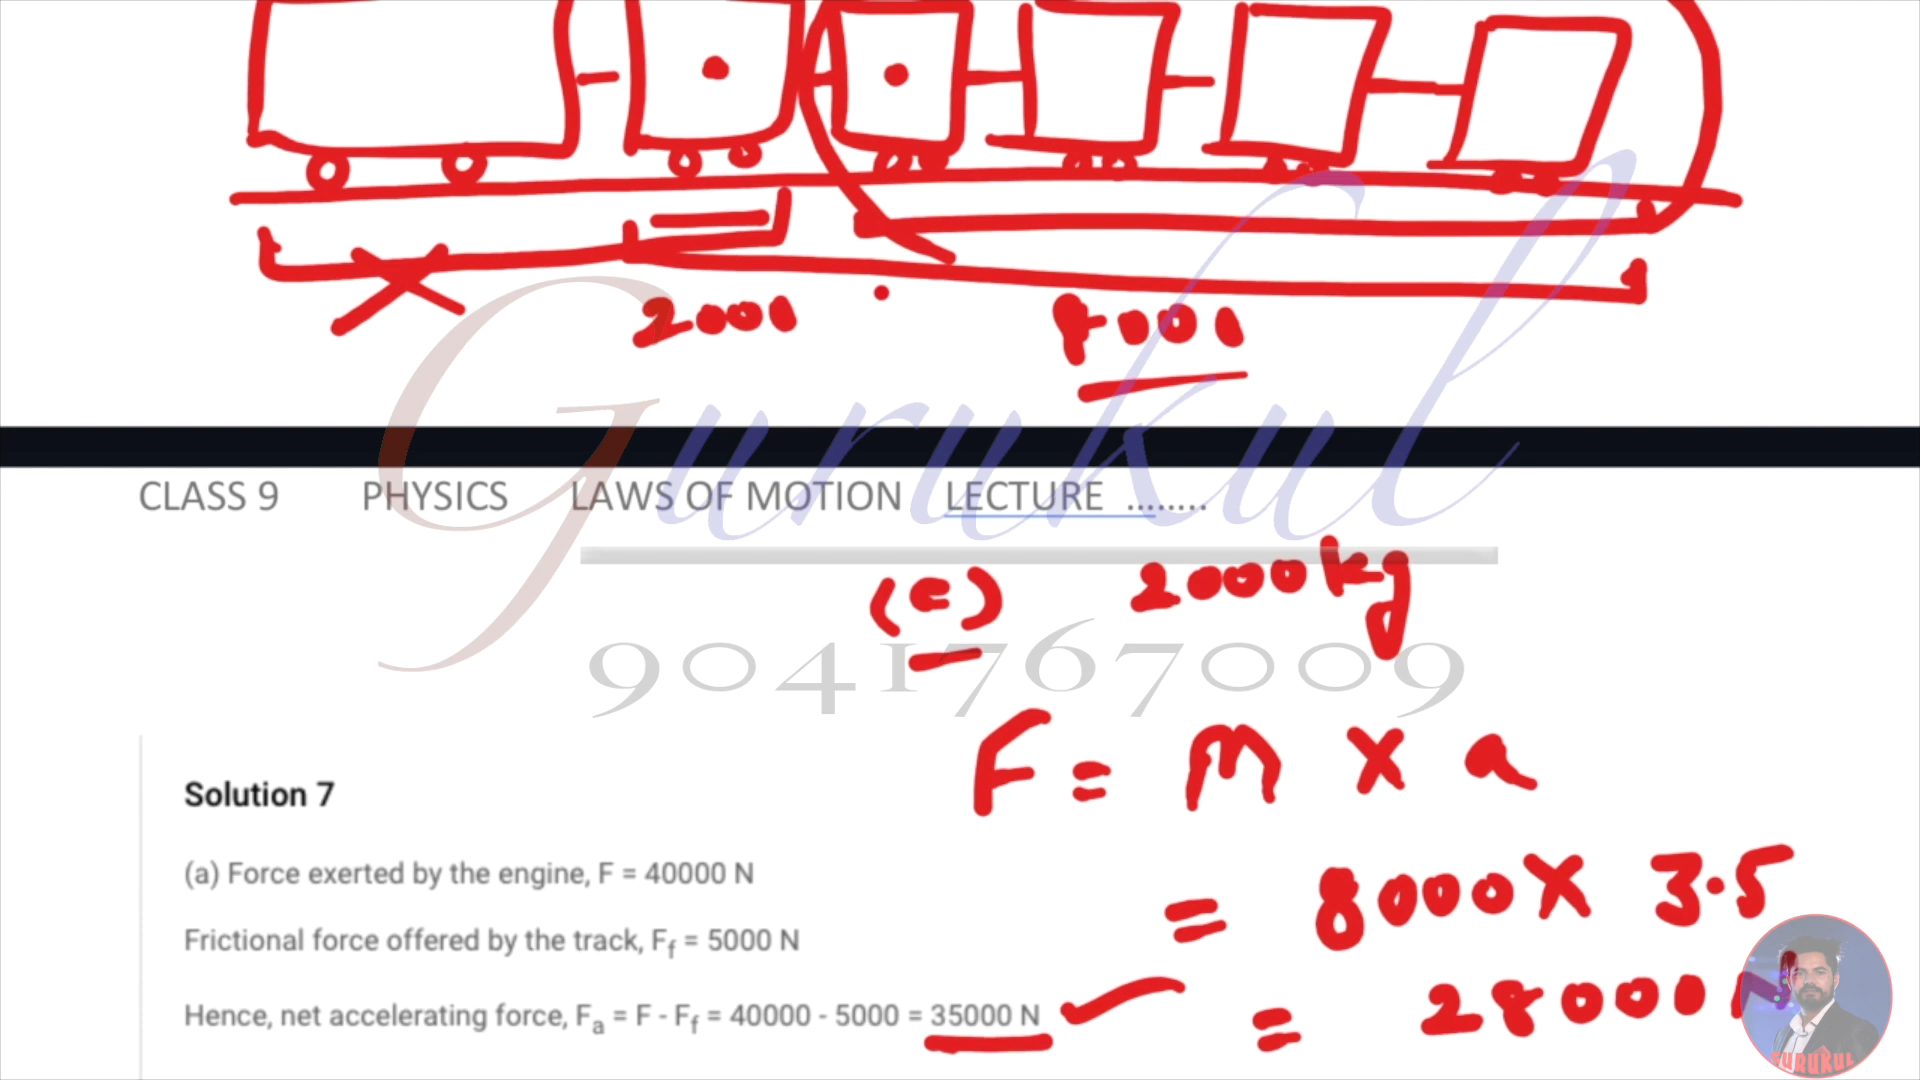 2000 8000
CLASS 9 PHYSICS LAWS OF MOTION LECTURE ........
Gurukul
(c) 2000kg
9041767009
F = m x a
Solution 7
(a) Force exerted by the engine, F = 40000 N
= 8000 x 3.5
Frictional force offered by the track, Ff = 5000 N
Hence, net accelerating force, Fa = F - Ff = 40000 - 5000 = 35000 N
= 28000 N
GURUKUL